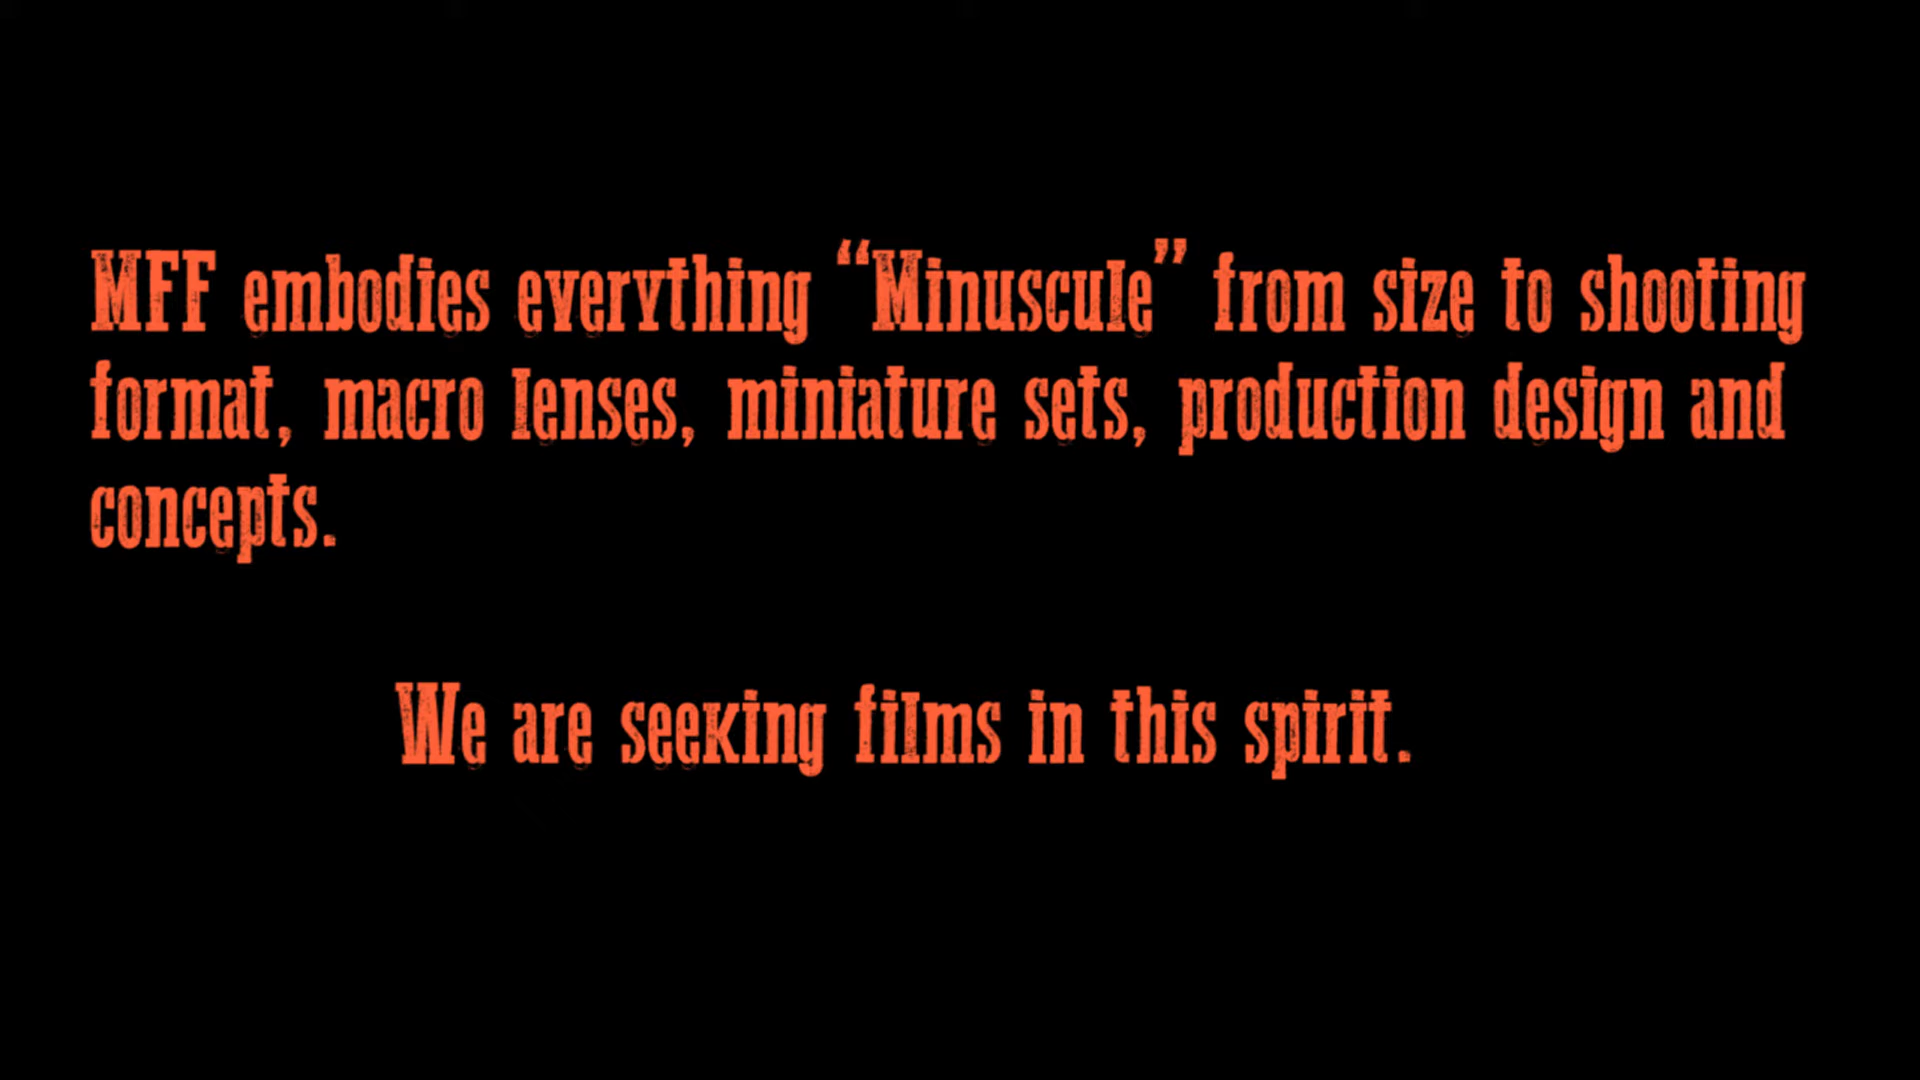 MFF embodies everything “Minuscule” from size to shooting
format, macro lenses, miniature sets, production design and
concepts.
We are seeking films in this spirit.